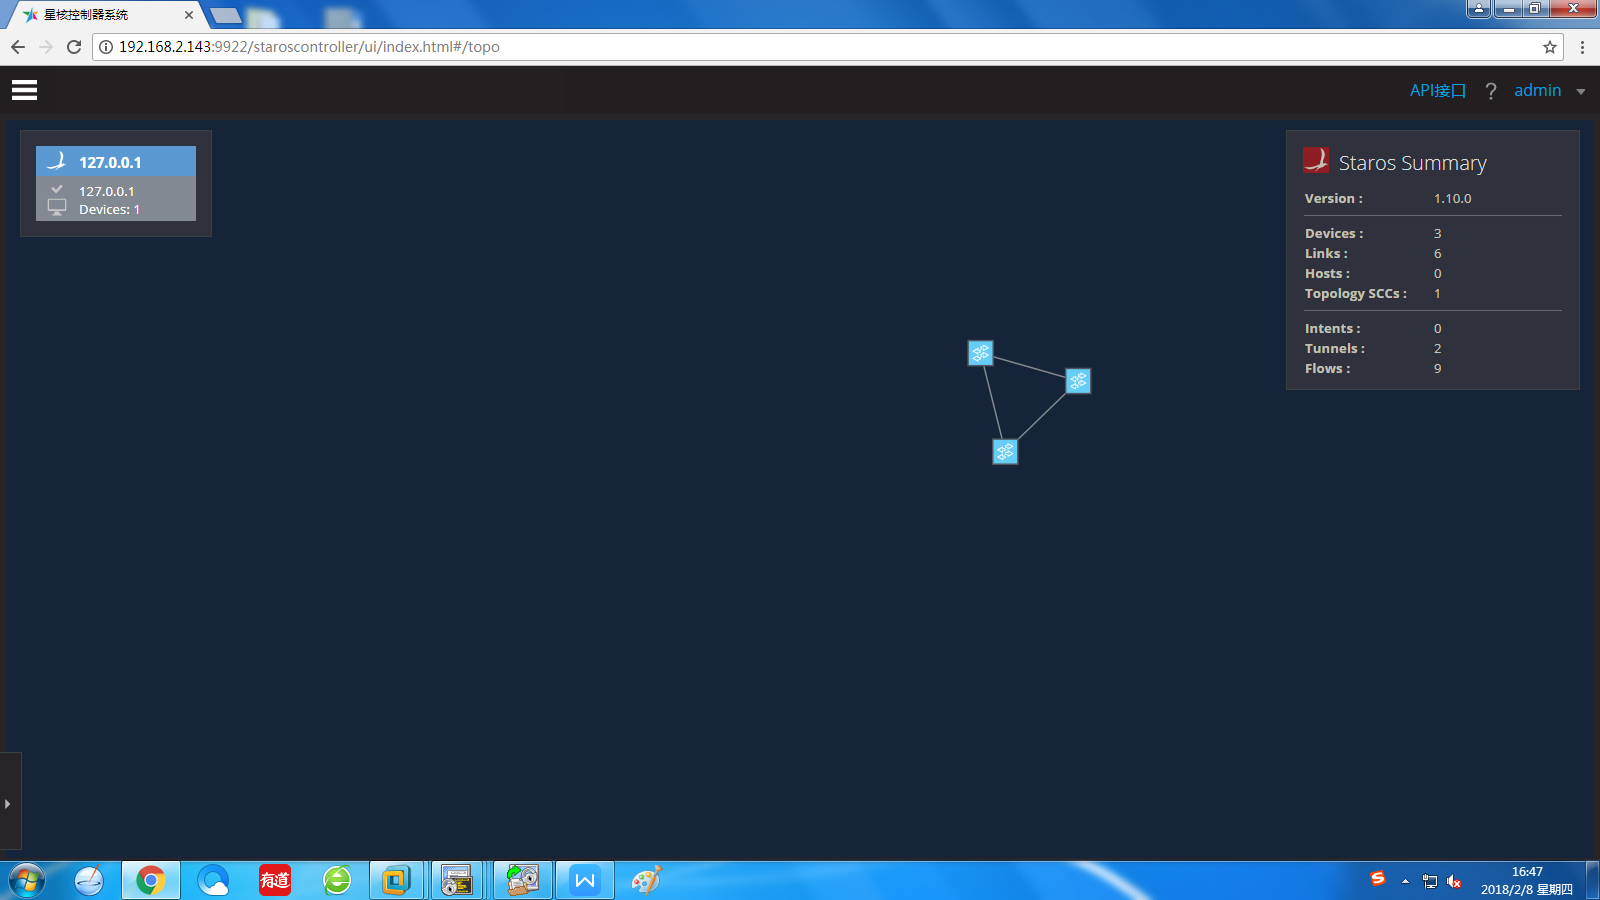 星核控制器系统
192.168.2.143:9922/staroscontroller/ui/index.html#/topo
API接口 ? admin
127.0.0.1
127.0.0.1
Devices: 1
Staros Summary
Version : 1.10.0
Devices : 3
Links : 6
Hosts : 0
Topology SCCs : 1
Intents : 0
Tunnels : 2
Flows : 9
有道
16:47
2018/2/8 星期四